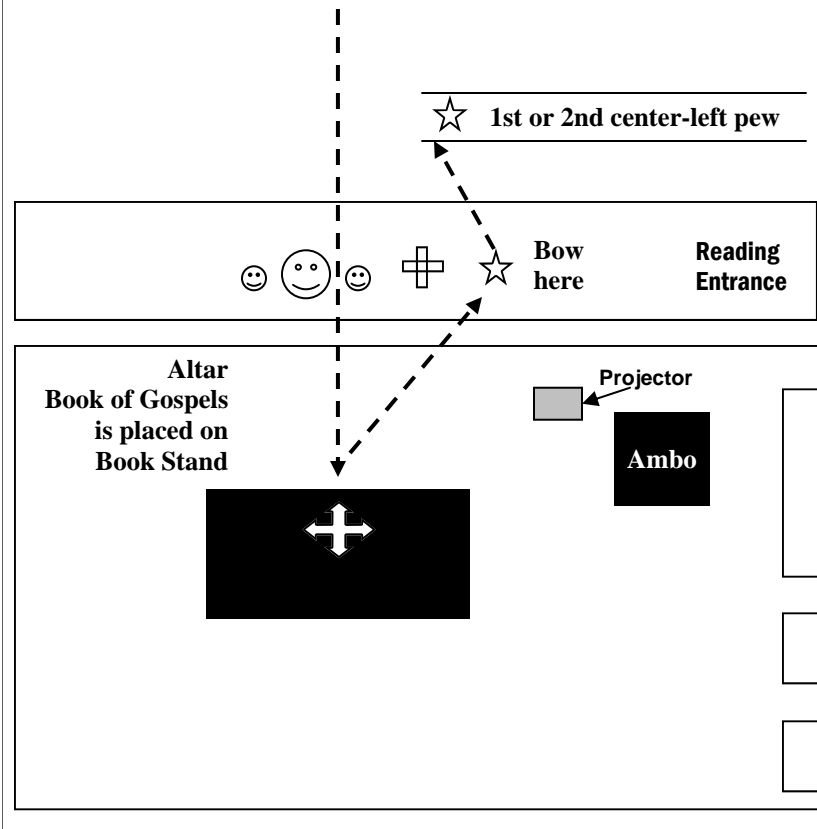 1st or 2nd center-left pew
Bow
here
Reading
Entrance
Altar
Book of Gospels
is placed on
Book Stand
Projector
Ambo